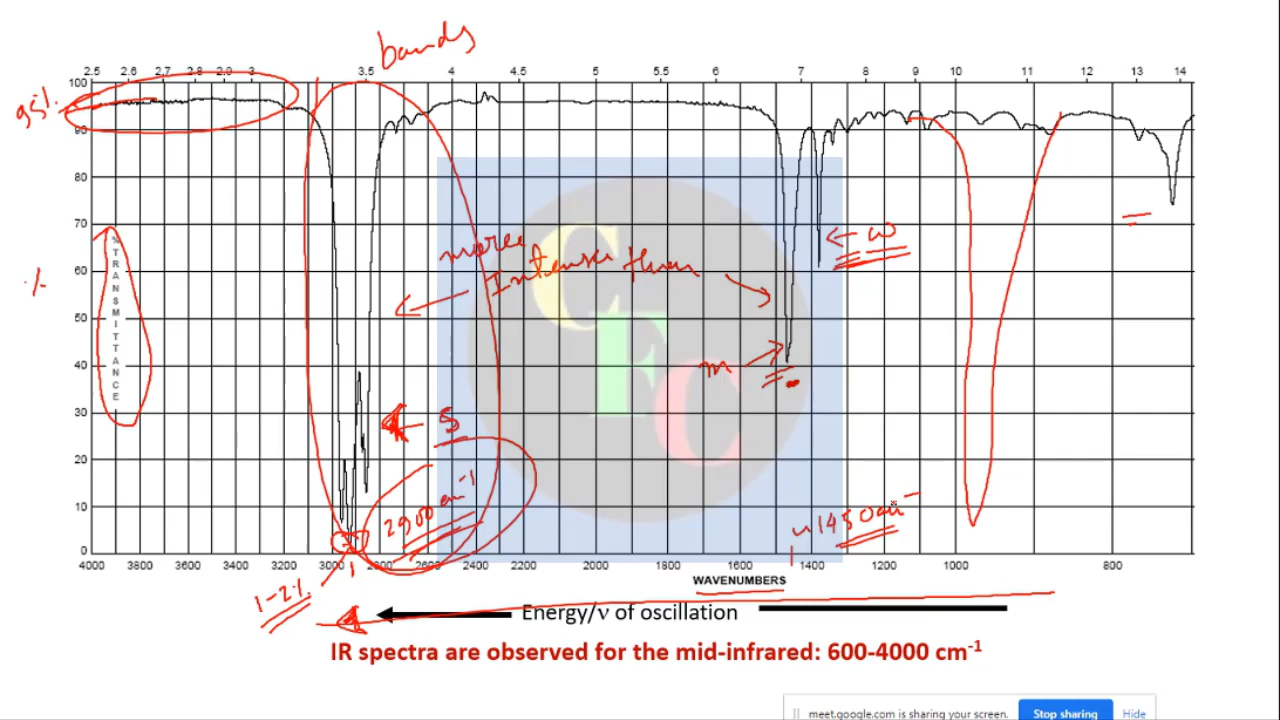 bands
2.5 2.6 2.7 2.8 2.9 3 3.5 4 4.5 5 5.5 6 7 8 9 10 11 12 13 14
100
95%
90
80
70
← w
%TRANSMITTANCE
%
more
Intense than
60
50
m
40
30
S
20
2900 cm-1
10
~1450cm-
0
4000 3800 3600 3400 3200 3000 2800 2600 2400 2200 2000 1800 1600 1400 1200 1000 800
WAVENUMBERS
1-2%
CFC
Energy/ν of oscillation
IR spectra are observed for the mid-infrared: 600-4000 cm-1
meet.google.com is sharing your screen. Stop sharing Hide